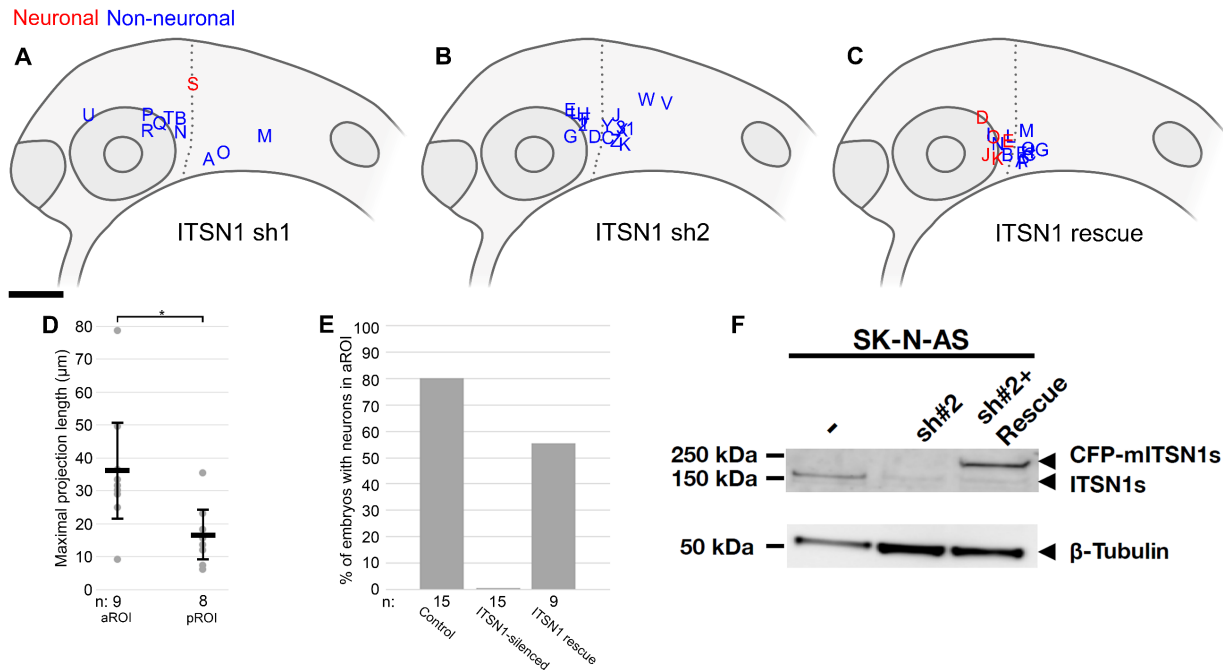 Neuronal Non-neuronal
A
B
C
S
U
P
Q
T
B
R
N
M
A
O
E
H
W
V
J
G
D
Y
C
K
D
M
L
E
G
J
K
B
ITSN1 sh1
ITSN1 sh2
ITSN1 rescue
D
Maximal projection length (µm)
80
70
60
50
40
30
20
10
0
*
n: 9 8
aROI pROI
E
% of embryos with neurons in aROI
100
90
80
70
60
50
40
30
20
10
0
n: 15 15 9
Control
ITSN1-silenced
ITSN1 rescue
F
SK-N-AS
-
sh#2
sh#2+
Rescue
250 kDa
150 kDa
CFP-mITSN1s
ITSN1s
50 kDa
β-Tubulin